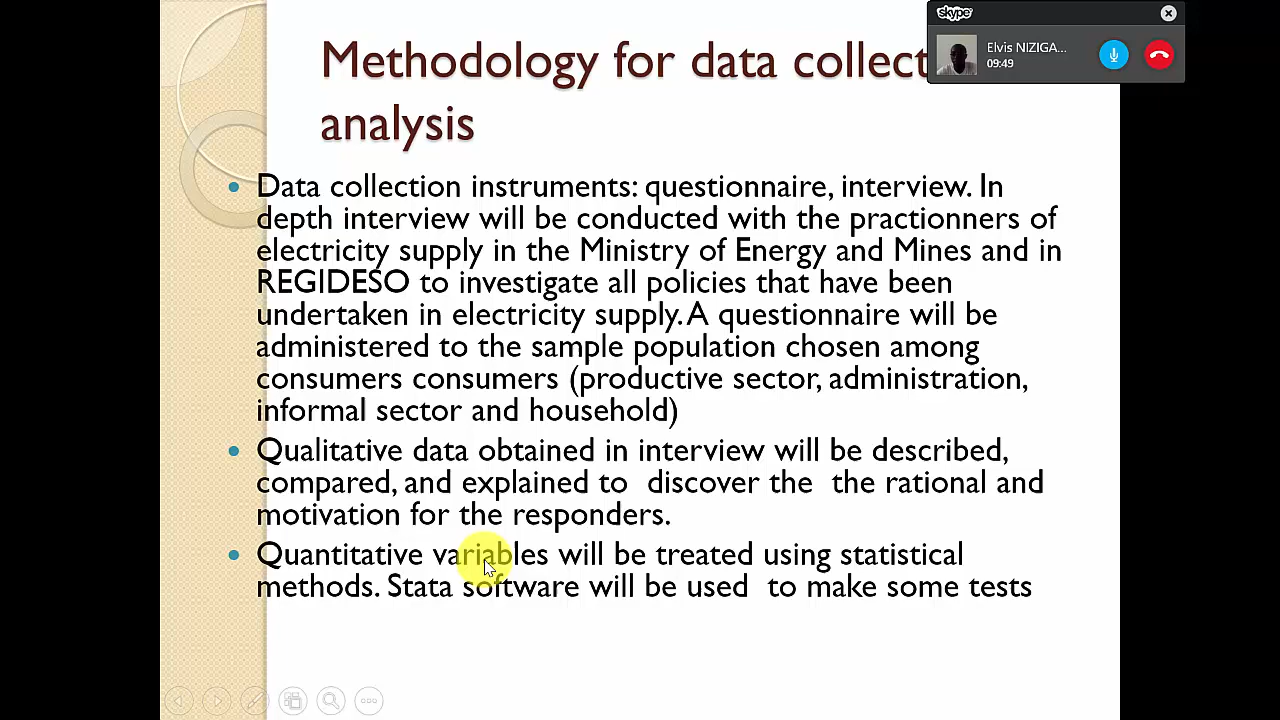 skype
Elvis NIZIGA...
09:49
Methodology for data collect
analysis
Data collection instruments: questionnaire, interview. In
depth interview will be conducted with the practionners of
electricity supply in the Ministry of Energy and Mines and in
REGIDESO to investigate all policies that have been
undertaken in electricity supply. A questionnaire will be
administered to the sample population chosen among
consumers consumers (productive sector, administration,
informal sector and household)
Qualitative data obtained in interview will be described,
compared, and explained to  discover the  the rational and
motivation for the responders.
Quantitative variables will be treated using statistical
methods. Stata software will be used  to make some tests